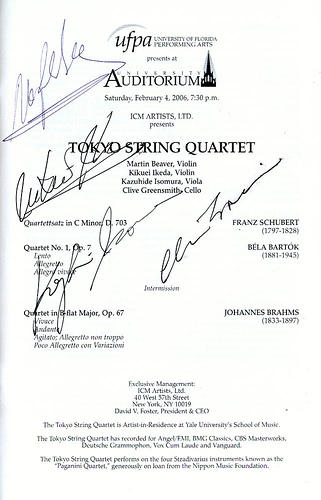 ufpa UNIVERSITY OF FLORIDA
PERFORMING ARTS
presents at
UNIVERSITY
AUDITORIUM
Saturday, February 4, 2006, 7:30 p.m.
ICM ARTISTS, LTD.
presents
TOKYO STRING QUARTET
Martin Beaver, Violin
Kikuei Ikeda, Violin
Kazuhide Isomura, Viola
Clive Greensmith, Cello
Quartettsatz in C Minor, D. 703 FRANZ SCHUBERT
(1797-1828)
Quartet No. 1, Op. 7 BÉLA BARTÓK
Lento (1881-1945)
Allegretto
Allegro vivace
Intermission
Quartet in B-flat Major, Op. 67 JOHANNES BRAHMS
Vivace (1833-1897)
Andante
Agitato; Allegretto non troppo
Poco Allegretto con Variazioni
Exclusive Management:
ICM Artists, Ltd.
40 West 57th Street
New York, NY 10019
David V. Foster, President & CEO
The Tokyo String Quartet is Artist-in-Residence at Yale University's School of Music.
The Tokyo String Quartet has recorded for Angel/EMI, BMG Classics, CBS Masterworks,
Deutsche Grammophon, Vox Cum Laude and Vanguard.
The Tokyo String Quartet performs on the four Stradivarius instruments known as the
"Paganini Quartet," generously on loan from the Nippon Music Foundation.